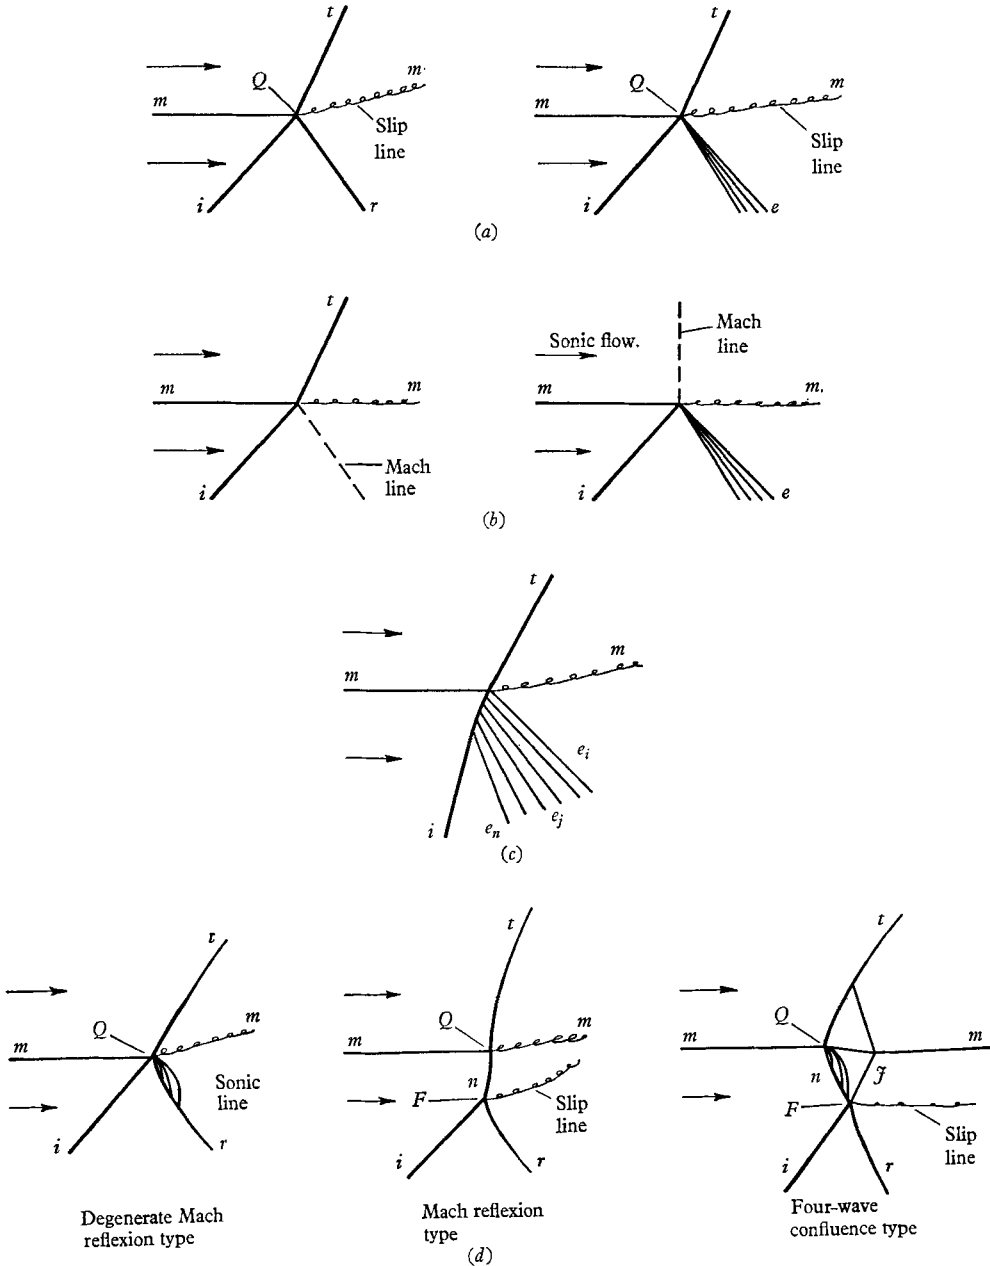 t
t
Q
m
m
Slip
line
i
r
Q
m
m
Slip
line
i
e
(a)
t
m
m
Mach
line
i
Sonic flow.
Mach
line
m
m
i
e
(b)
t
m
m
e_i
e_j
e_n
i
(c)
t
Q
m
m
Sonic
line
i
r
Degenerate Mach
reflexion type
t
Q
m
m
n
F
Slip
line
i
r
Mach reflexion
type
t
Q
m
m
n
J
F
Slip
line
i
r
Four-wave
confluence type
(d)